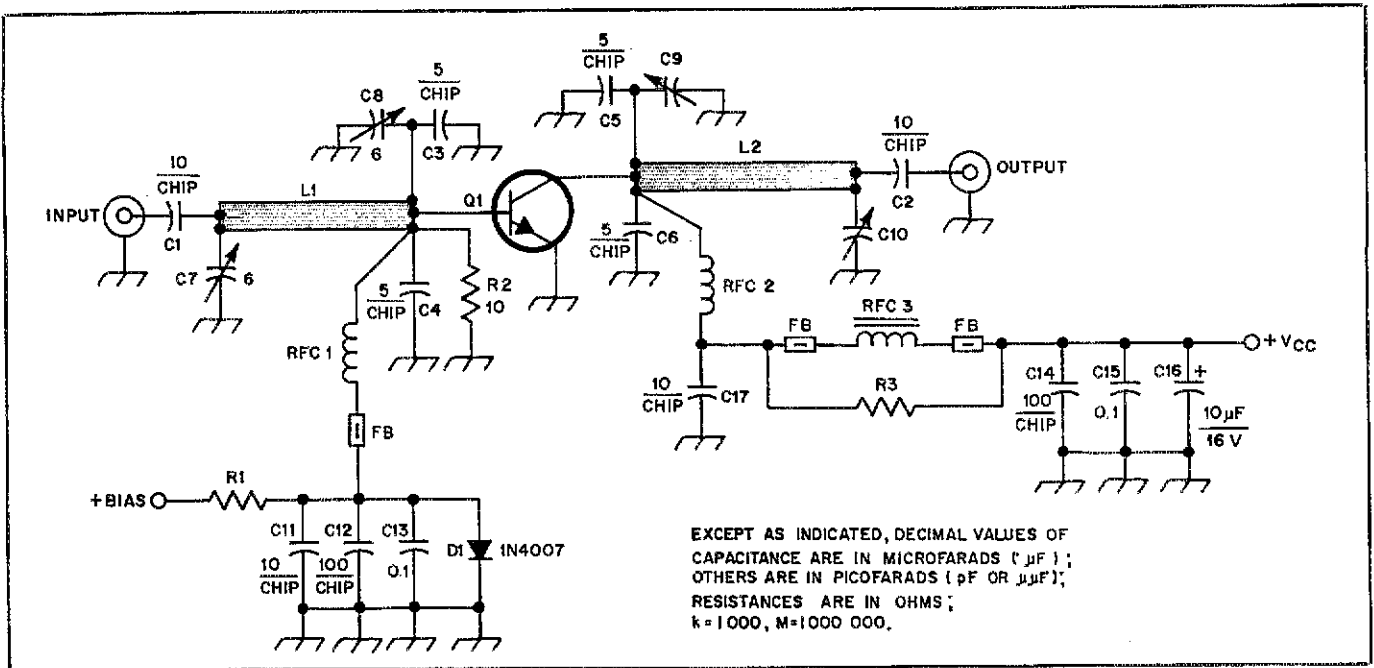 5
CHIP
C9
C5
5
CHIP
C8
6
C3
10
CHIP
L1
INPUT
C1
C7
6
Q1
L2
10
CHIP
OUTPUT
C2
C10
5
CHIP
C6
5
CHIP
C4
R2
10
RFC 1
RFC 2
FB
RFC 3
FB
+VCC
10
CHIP
C17
R3
C14
100
CHIP
C15
0.1
C16
+
10 µF
16 V
FB
+BIAS
R1
C11
10
CHIP
C12
100
CHIP
C13
0.1
D1
1N4007
EXCEPT AS INDICATED, DECIMAL VALUES OF
CAPACITANCE ARE IN MICROFARADS (µF);
OTHERS ARE IN PICOFARADS (pF OR µµF);
RESISTANCES ARE IN OHMS;
k=1000, M=1000 000.